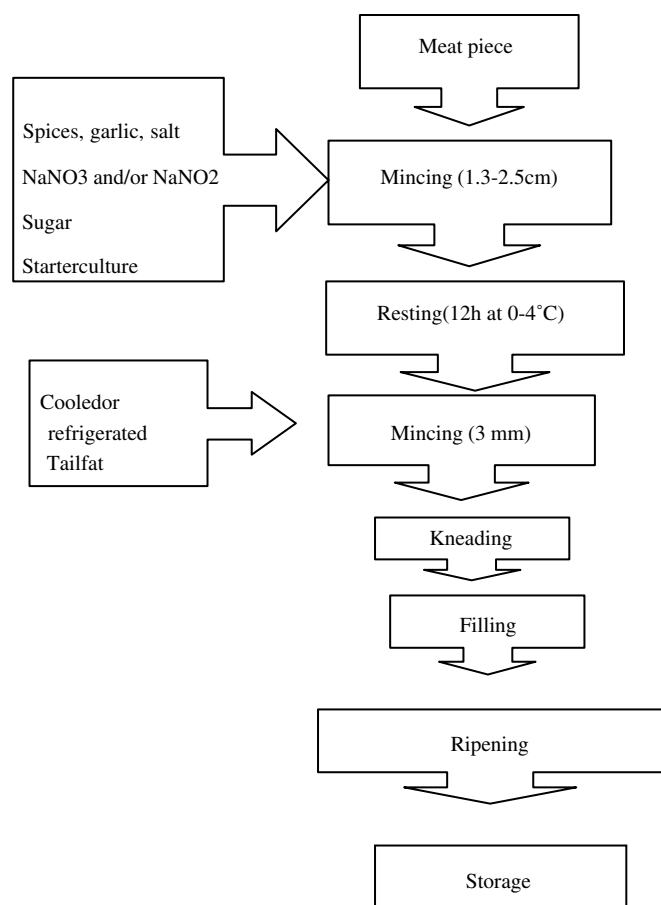 Meat piece
Spices, garlic, salt
NaNO3 and/or NaNO2
Sugar
Starterculture
Mincing (1.3-2.5cm)
Resting(12h at 0-4˚C)
Cooledor
refrigerated
Tailfat
Mincing (3 mm)
Kneading
Filling
Ripening
Storage